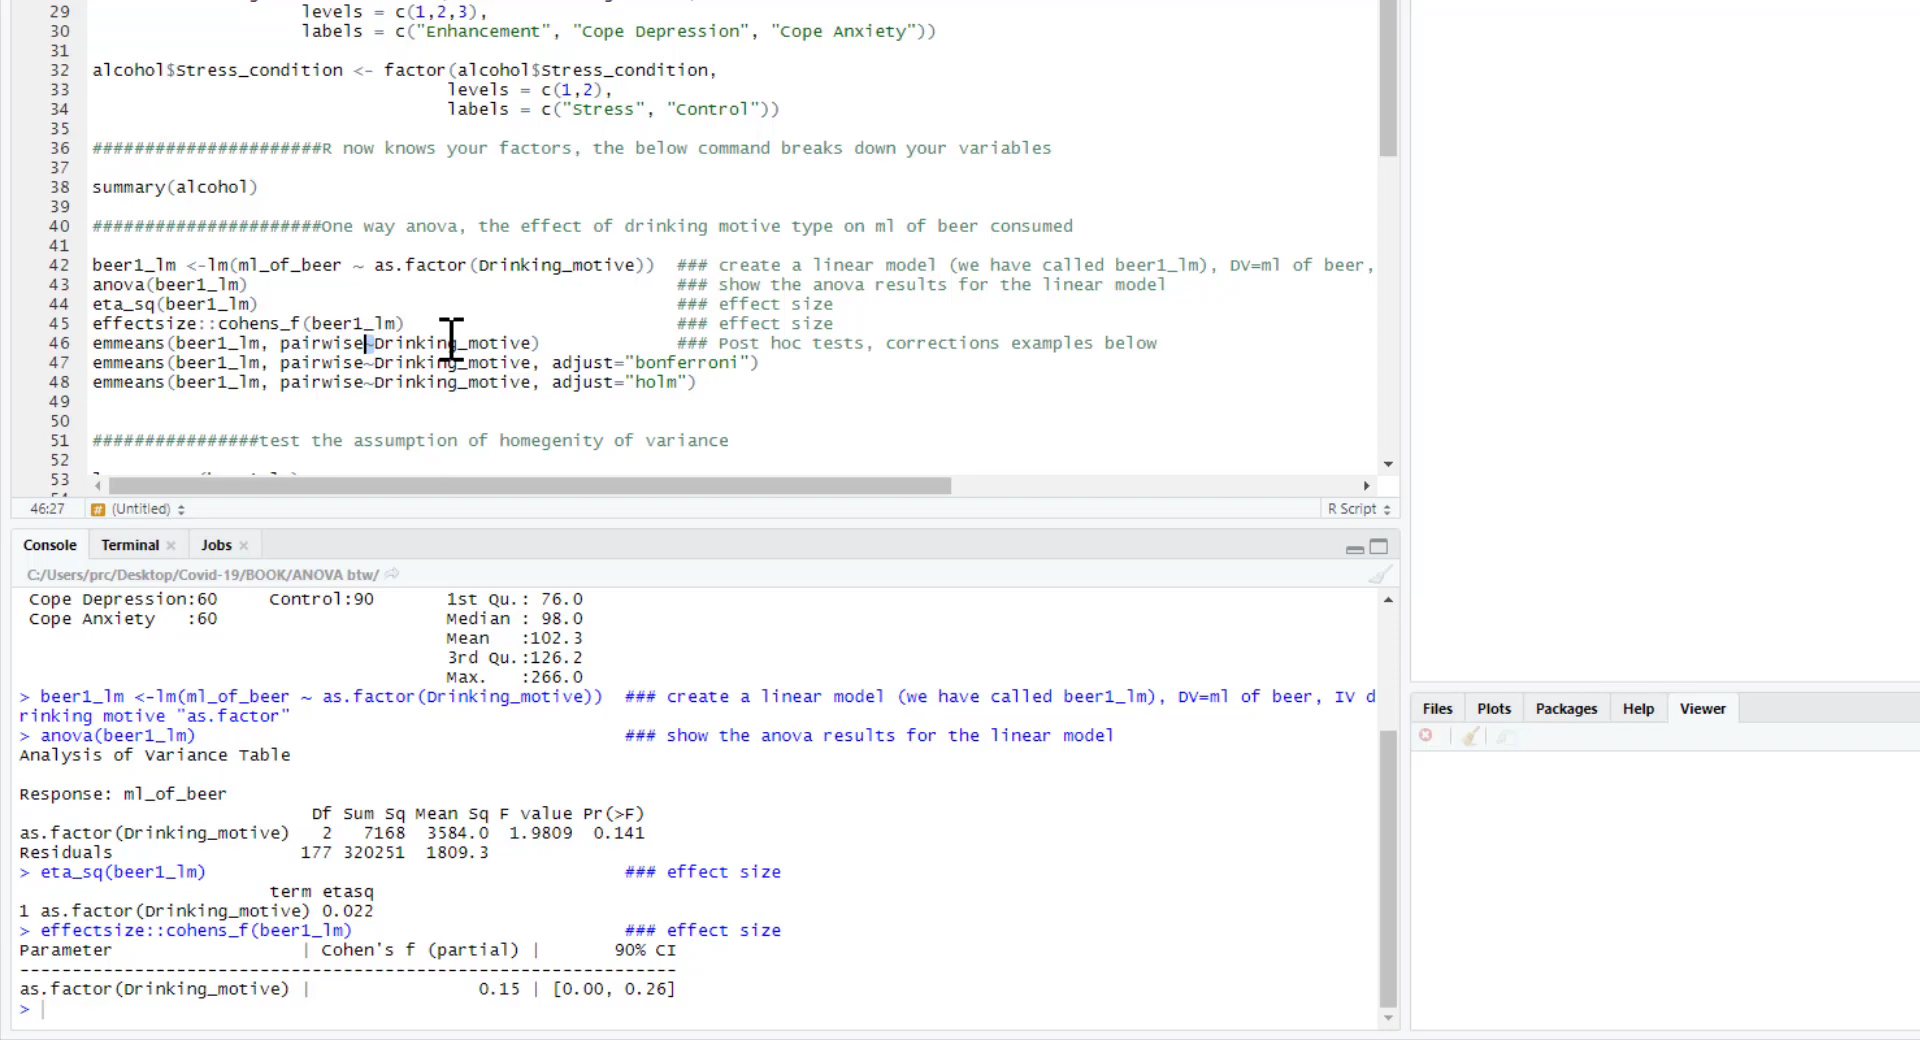 29 levels = c(1,2,3),
30 labels = c("Enhancement", "Cope Depression", "Cope Anxiety"))
31
32 alcohol$Stress_condition <- factor(alcohol$Stress_condition,
33 levels = c(1,2),
34 labels = c("Stress", "Control"))
35
36 ######################R now knows your factors, the below command breaks down your variables
37
38 summary(alcohol)
39
40 ######################One way anova, the effect of drinking motive type on ml of beer consumed
41
42 beer1_lm <-lm(ml_of_beer ~ as.factor(Drinking_motive)) ### create a linear model (we have called beer1_lm), DV=ml of beer,
43 anova(beer1_lm) ### show the anova results for the linear model
44 eta_sq(beer1_lm) ### effect size
45 effectsize::cohens_f(beer1_lm) ### effect size
46 emmeans(beer1_lm, pairwise~Drinking_motive) ### Post hoc tests, corrections examples below
47 emmeans(beer1_lm, pairwise~Drinking_motive, adjust="bonferroni")
48 emmeans(beer1_lm, pairwise~Drinking_motive, adjust="holm")
49
50
51 ################test the assumption of homegenity of variance
52
53
46:27 # (Untitled) R Script
Console Terminal Jobs
C:/Users/prc/Desktop/Covid-19/BOOK/ANOVA btw/
Cope Depression:60 Control:90 1st Qu.: 76.0
Cope Anxiety :60 Median : 98.0
Mean :102.3
3rd Qu.:126.2
Max. :266.0
> beer1_lm <-lm(ml_of_beer ~ as.factor(Drinking_motive)) ### create a linear model (we have called beer1_lm), DV=ml of beer, IV d
rinking motive "as.factor"
> anova(beer1_lm) ### show the anova results for the linear model
Analysis of Variance Table
Response: ml_of_beer
Df Sum Sq Mean Sq F value Pr(>F)
as.factor(Drinking_motive) 2 7168 3584.0 1.9809 0.141
Residuals 177 320251 1809.3
> eta_sq(beer1_lm) ### effect size
term etasq
1 as.factor(Drinking_motive) 0.022
> effectsize::cohens_f(beer1_lm) ### effect size
Parameter | Cohen's f (partial) | 90% CI
---------------------------------------------------------------
as.factor(Drinking_motive) | 0.15 | [0.00, 0.26]
>
Files Plots Packages Help Viewer